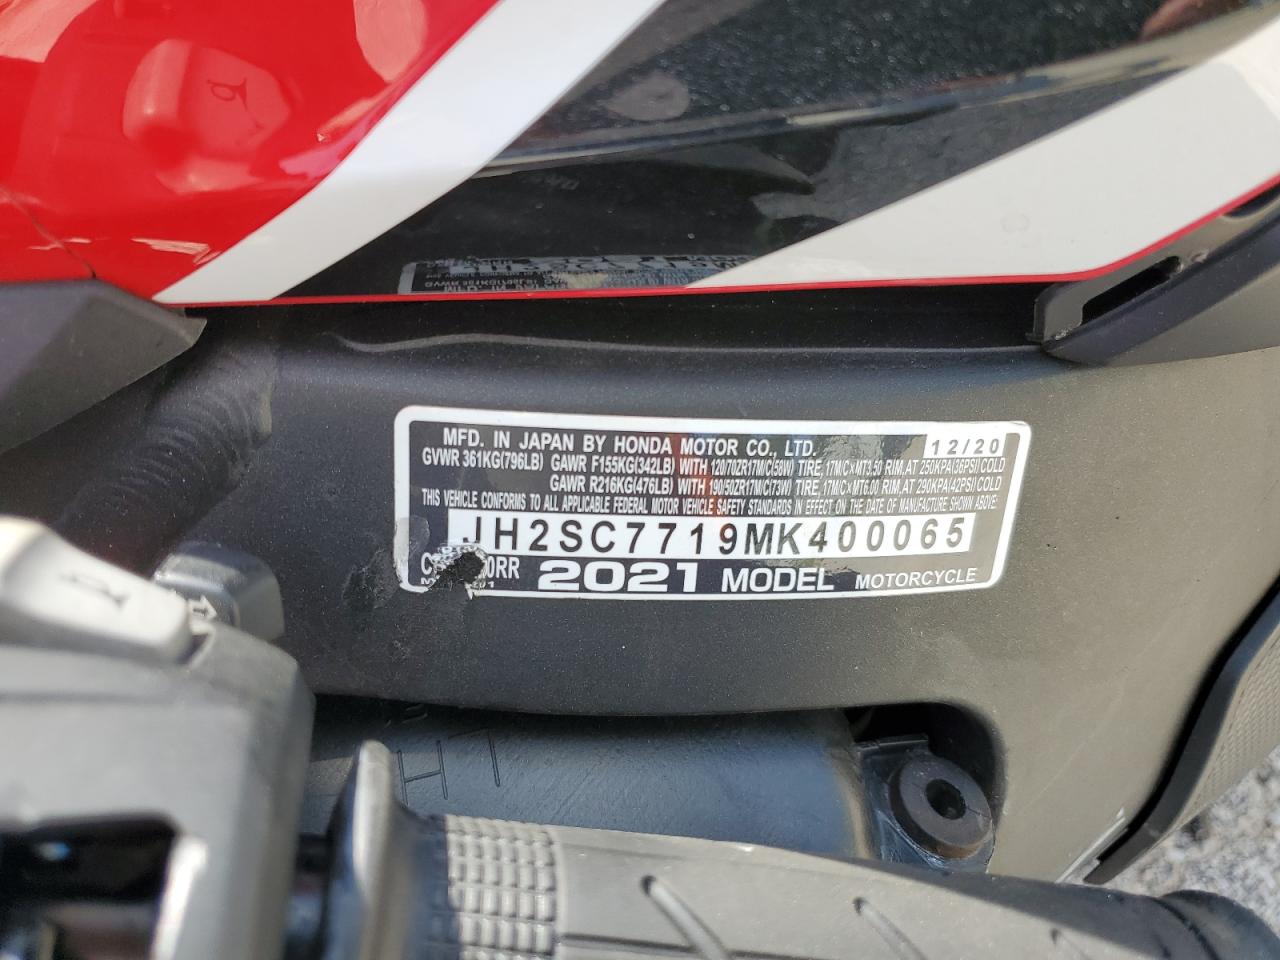 MFD. IN JAPAN BY HONDA MOTOR CO., LTD. 12/20
GVWR 361KG(796LB) GAWR F155KG(342LB) WITH 120/70ZR17M/C(58W) TIRE, 17M/C×MT3.50 RIM, AT 250KPA(36PSI) COLD
GAWR R216KG(476LB) WITH 190/50ZR17M/C(73W) TIRE, 17M/C×MT6.00 RIM, AT 290KPA(42PSI) COLD
THIS VEHICLE CONFORMS TO ALL APPLICABLE FEDERAL MOTOR VEHICLE SAFETY STANDARDS IN EFFECT ON THE DATE OF MANUFACTURE SHOWN ABOVE.
JH2SC7719MK400065
2021 MODEL MOTORCYCLE